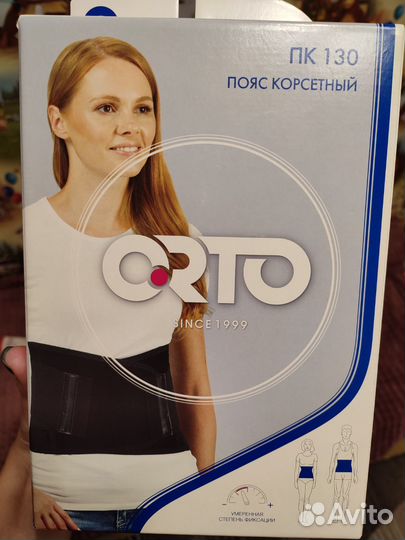 ПК 130
ПОЯС КОРСЕТНЫЙ
ORTO
SINCE 1999
УМЕРЕННАЯ
СТЕПЕНЬ ФИКСАЦИИ
Avito